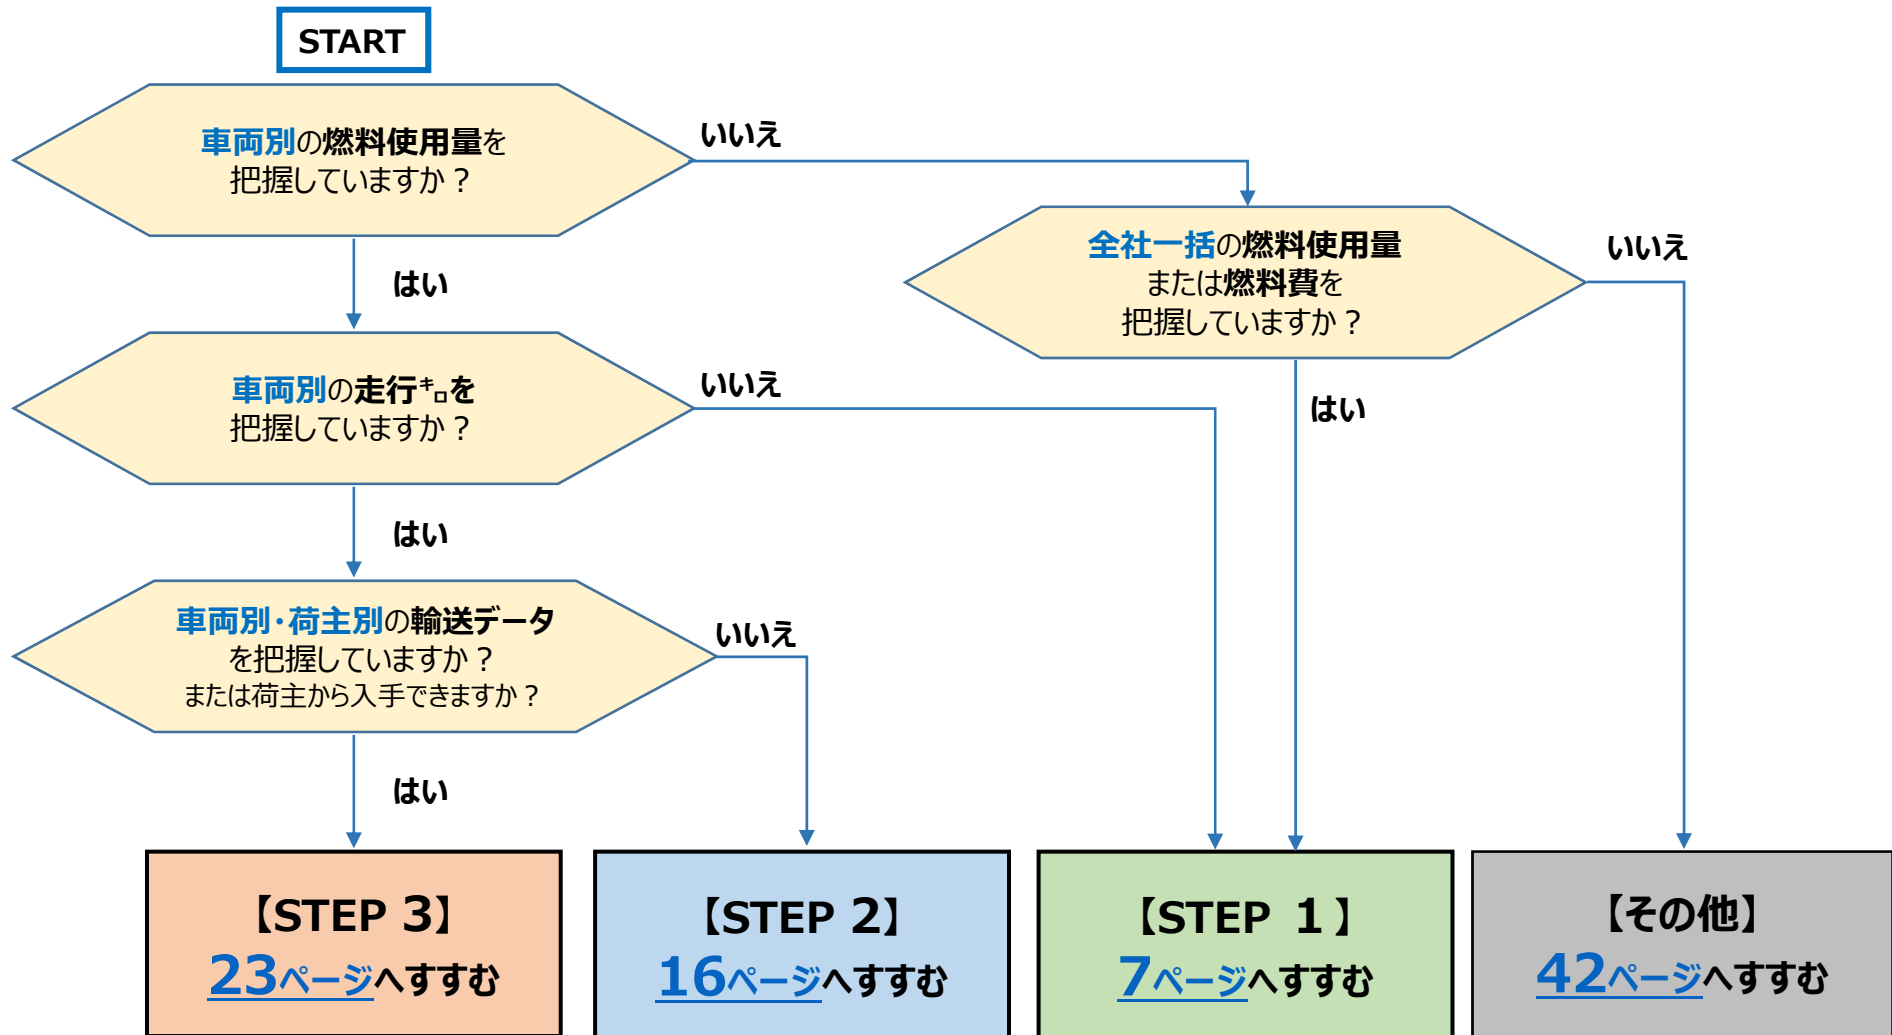 START
車両別の燃料使用量を
把握していますか？
いいえ
はい
全社一括の燃料使用量
または燃料費を
把握していますか？
いいえ
はい
車両別の走行㌔を
把握していますか？
いいえ
はい
車両別・荷主別の輸送データ
を把握していますか？
または荷主から入手できますか？
いいえ
はい
【STEP 3】
23ページへすすむ
【STEP 2】
16ページへすすむ
【STEP １】
7ページへすすむ
【その他】
42ページへすすむ